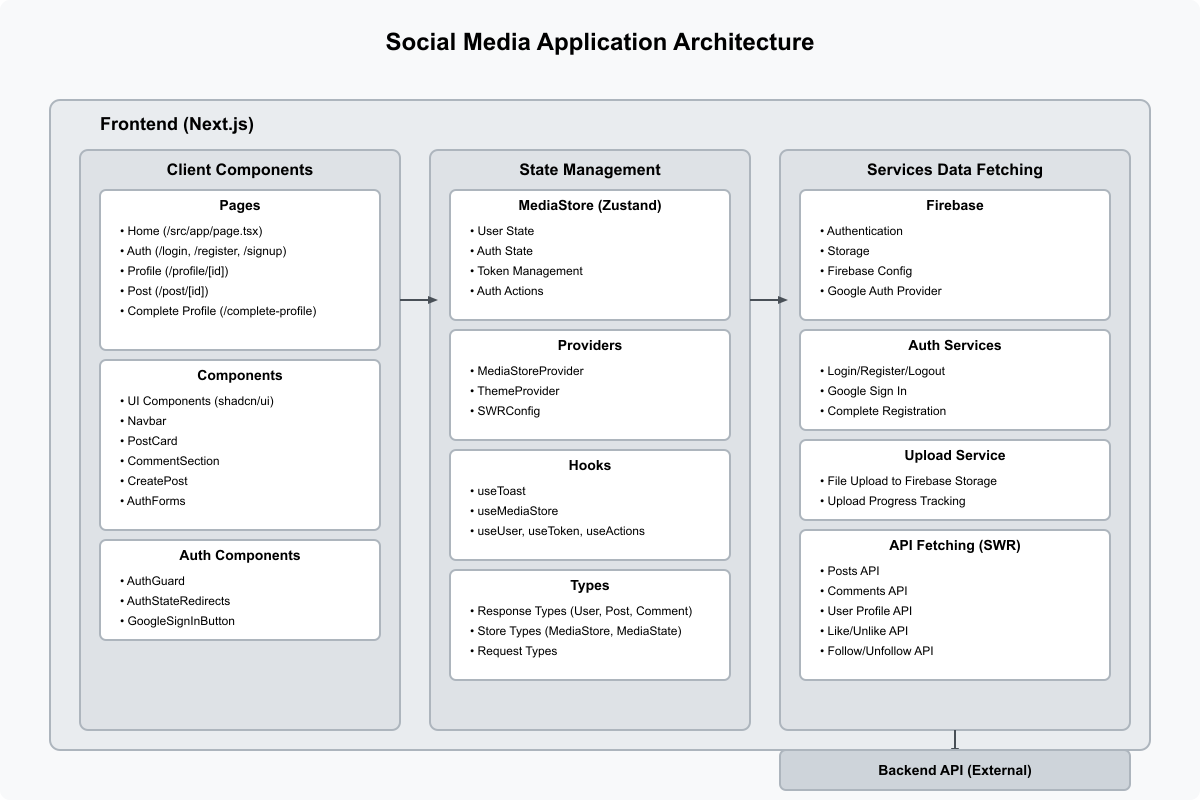 Social Media Application Architecture
Frontend (Next.js)
Client Components
Pages
• Home (/src/app/page.tsx)
• Auth (/login, /register, /signup)
• Profile (/profile/[id])
• Post (/post/[id])
• Complete Profile (/complete-profile)
Components
• UI Components (shadcn/ui)
• Navbar
• PostCard
• CommentSection
• CreatePost
• AuthForms
Auth Components
• AuthGuard
• AuthStateRedirects
• GoogleSignInButton
State Management
MediaStore (Zustand)
• User State
• Auth State
• Token Management
• Auth Actions
Providers
• MediaStoreProvider
• ThemeProvider
• SWRConfig
Hooks
• useToast
• useMediaStore
• useUser, useToken, useActions
Types
• Response Types (User, Post, Comment)
• Store Types (MediaStore, MediaState)
• Request Types
Services Data Fetching
Firebase
• Authentication
• Storage
• Firebase Config
• Google Auth Provider
Auth Services
• Login/Register/Logout
• Google Sign In
• Complete Registration
Upload Service
• File Upload to Firebase Storage
• Upload Progress Tracking
API Fetching (SWR)
• Posts API
• Comments API
• User Profile API
• Like/Unlike API
• Follow/Unfollow API
Backend API (External)